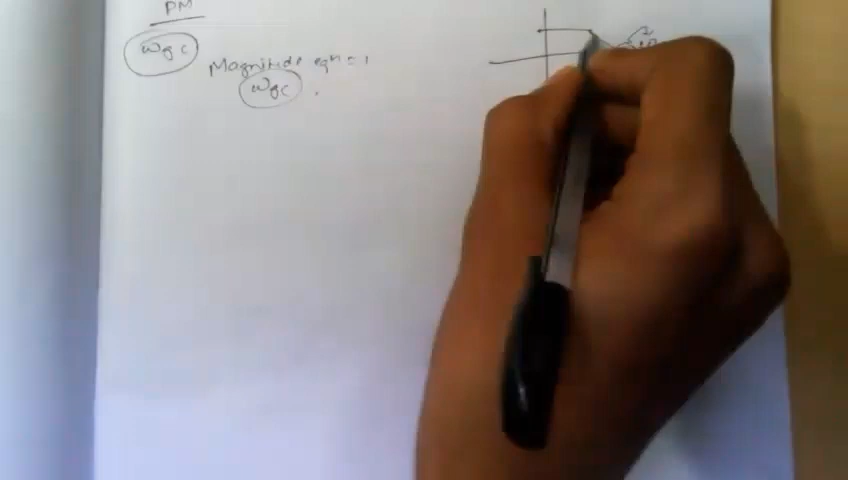 PM
ωgc
Magnitude eqn = 1
ωgc .